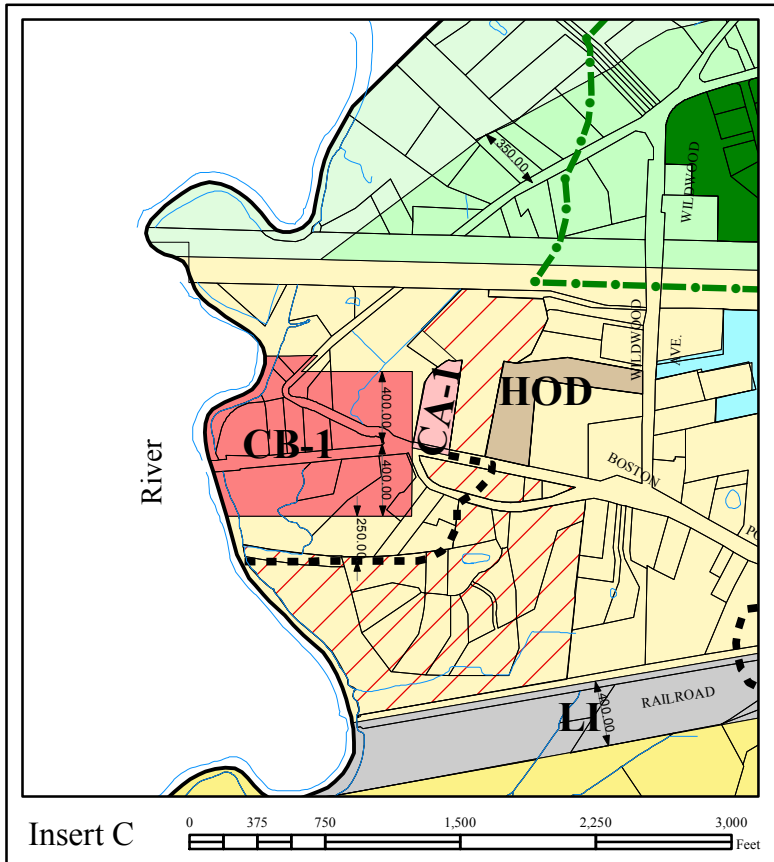 350.00
WILDWOOD
WILDWOOD
AVE.
CA-1
HOD
400.00
CB-1
400.00
BOSTON
River
250.00
PO
RAILROAD
400.00
LI
Insert C
0 375 750 1,500 2,250 3,000
Feet